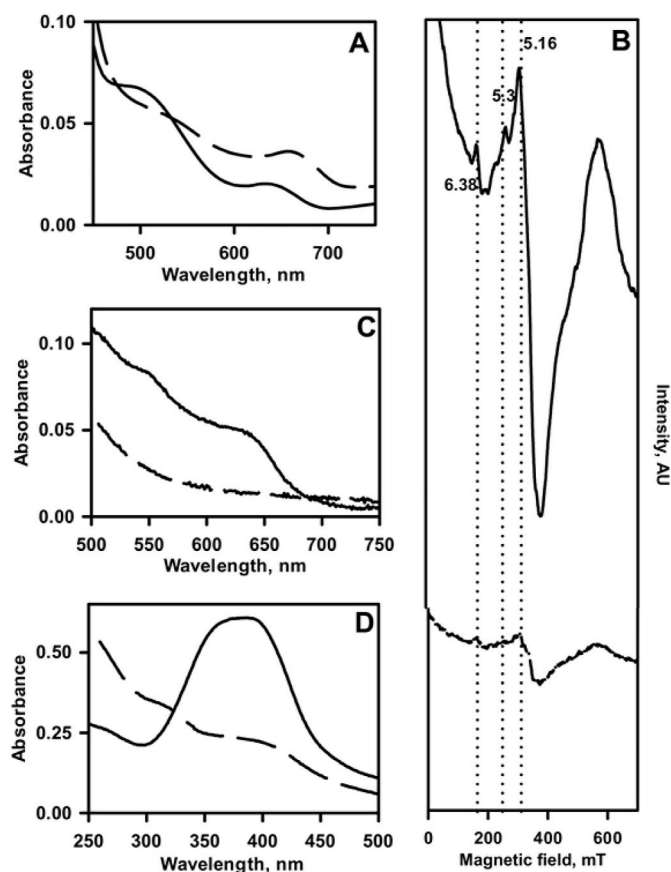 A
0.10
0.05
0.00
Absorbance
500 600 700
Wavelength, nm
B
5.16
5.3
6.38
Intensity, AU
0 200 400 600
Magnetic field, mT
C
0.10
0.05
0.00
Absorbance
500 550 600 650 700 750
Wavelength, nm
D
0.50
0.25
0.00
Absorbance
250 300 350 400 450 500
Wavelength, nm